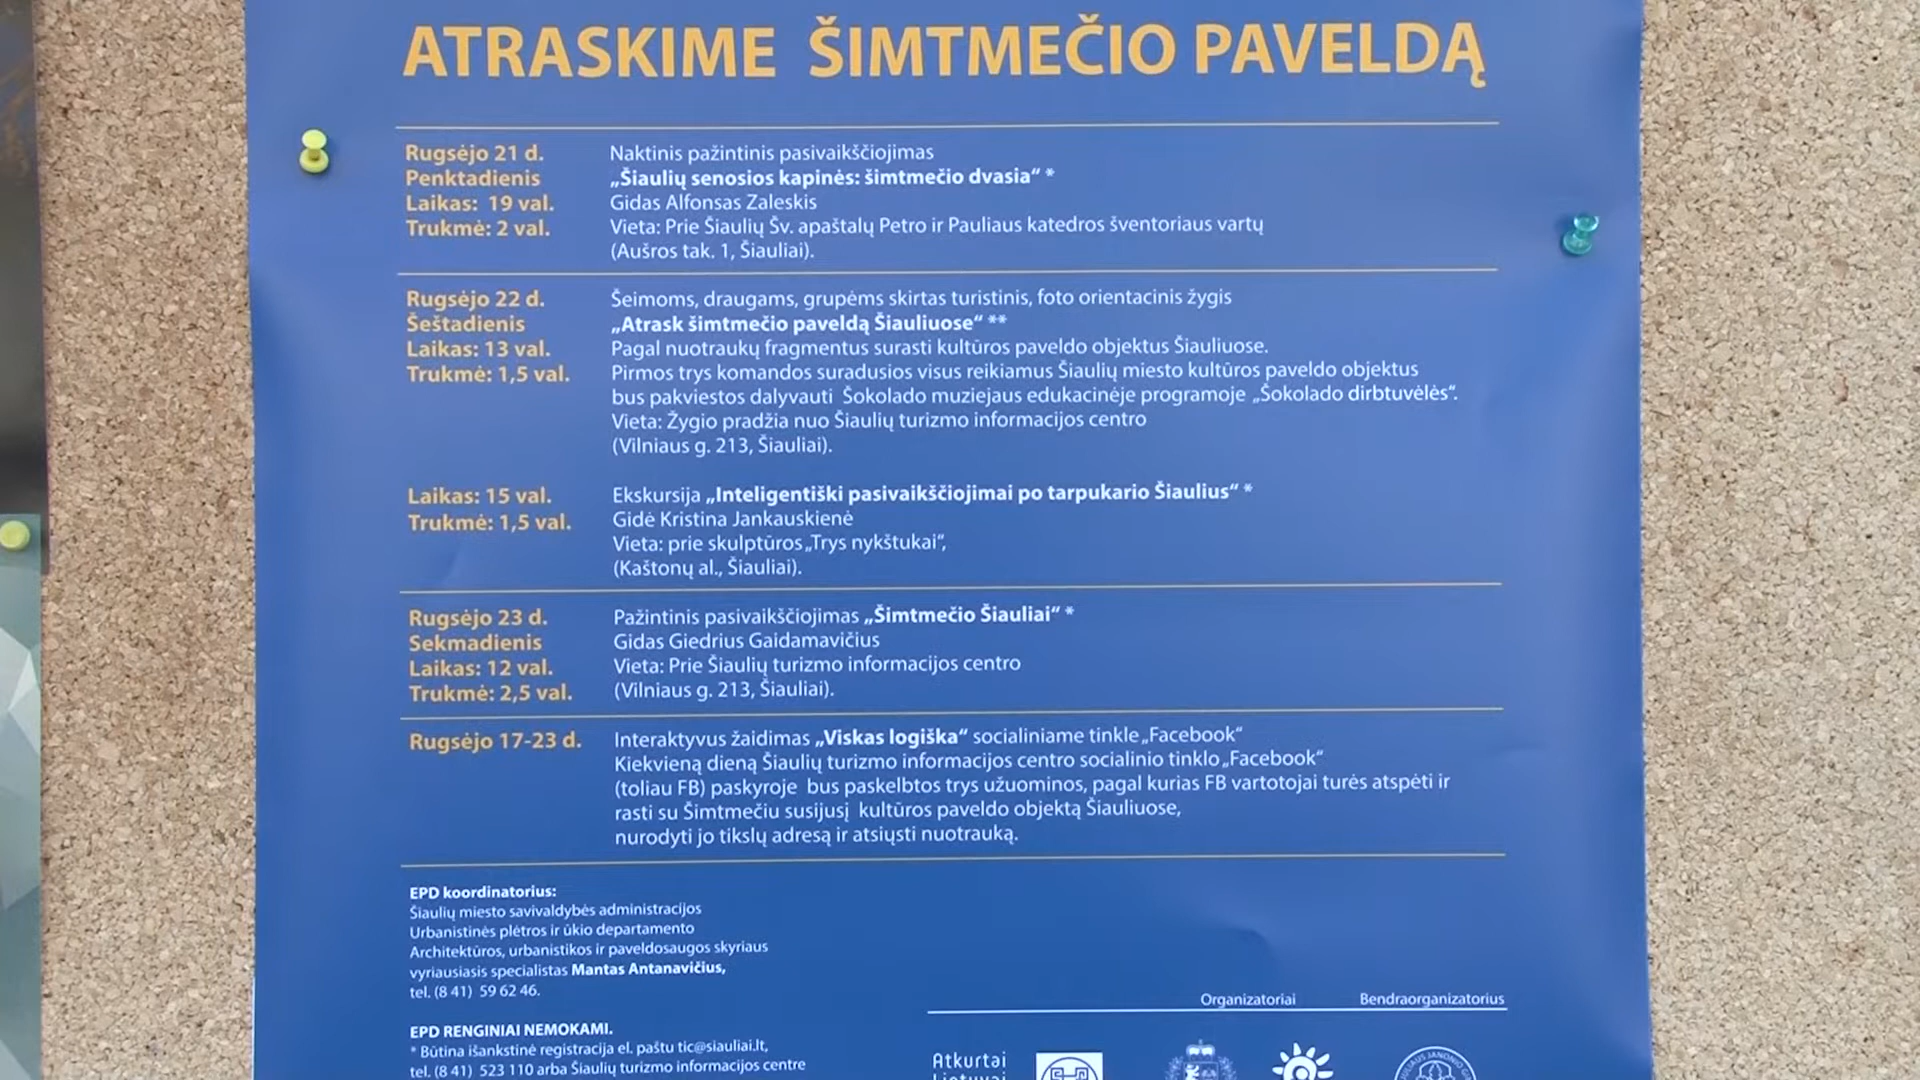 ATRASKIME ŠIMTMEČIO PAVELDĄ
Rugsėjo 21 d.
Penktadienis
Laikas: 19 val.
Trukmė: 2 val.
Naktinis pažintinis pasivaikščiojimas
„Šiaulių senosios kapinės: šimtmečio dvasia“ *
Gidas Alfonsas Zaleskis
Vieta: Prie Šiaulių Šv. apaštalų Petro ir Pauliaus katedros šventoriaus vartų
(Aušros tak. 1, Šiauliai).
Rugsėjo 22 d.
Šeštadienis
Laikas: 13 val.
Trukmė: 1,5 val.
Šeimoms, draugams, grupėms skirtas turistinis, foto orientacinis žygis
„Atrask šimtmečio paveldą Šiauliuose“ **
Pagal nuotraukų fragmentus surasti kultūros paveldo objektus Šiauliuose.
Pirmos trys komandos suradusios visus reikiamus Šiaulių miesto kultūros paveldo objektus
bus pakviestos dalyvauti Šokolado muziejaus edukacinėje programoje „Šokolado dirbtuvėlės“.
Vieta: Žygio pradžia nuo Šiaulių turizmo informacijos centro
(Vilniaus g. 213, Šiauliai).
Laikas: 15 val.
Trukmė: 1,5 val.
Ekskursija „Inteligentiški pasivaikščiojimai po tarpukario Šiaulius“ *
Gidė Kristina Jankauskienė
Vieta: prie skulptūros „Trys nykštukai“,
(Kaštonų al., Šiauliai).
Rugsėjo 23 d.
Sekmadienis
Laikas: 12 val.
Trukmė: 2,5 val.
Pažintinis pasivaikščiojimas „Šimtmečio Šiauliai“ *
Gidas Giedrius Gaidamavičius
Vieta: Prie Šiaulių turizmo informacijos centro
(Vilniaus g. 213, Šiauliai).
Rugsėjo 17-23 d.
Interaktyvus žaidimas „Viskas logiška“ socialiniame tinkle „Facebook“
Kiekvieną dieną Šiaulių turizmo informacijos centro socialinio tinklo „Facebook“
(toliau FB) paskyroje bus paskelbtos trys užuominos, pagal kurias FB vartotojai turės atspėti ir
rasti su Šimtmečiu susijusį kultūros paveldo objektą Šiauliuose,
nurodyti jo tikslų adresą ir atsiųsti nuotrauką.
EPD koordinatorius:
Šiaulių miesto savivaldybės administracijos
Urbanistinės plėtros ir ūkio departamento
Architektūros, urbanistikos ir paveldosaugos skyriaus
vyriausiasis specialistas Mantas Antanavičius,
tel. (8 41) 59 62 46.
EPD RENGINIAI NEMOKAMI.
* Būtina išankstinė registracija el. paštu tic@siauliai.lt,
tel. (8 41) 523 110 arba Šiaulių turizmo informacijos centre
Organizatoriai
Bendraorganizatorius
Atkurtai
Lietuvai